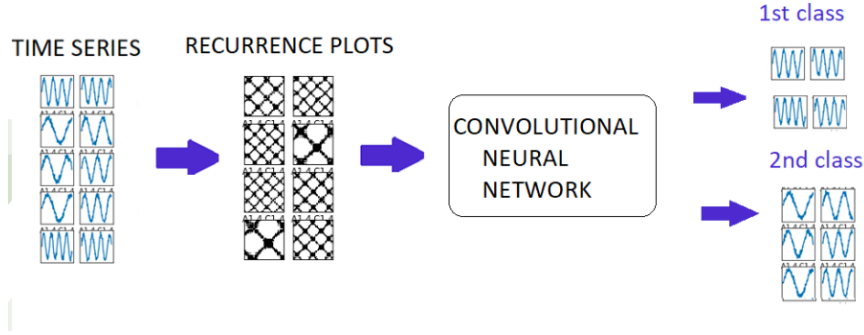 1st class
TIME SERIES
RECURRENCE PLOTS
CONVOLUTIONAL
NEURAL
NETWORK
2nd class